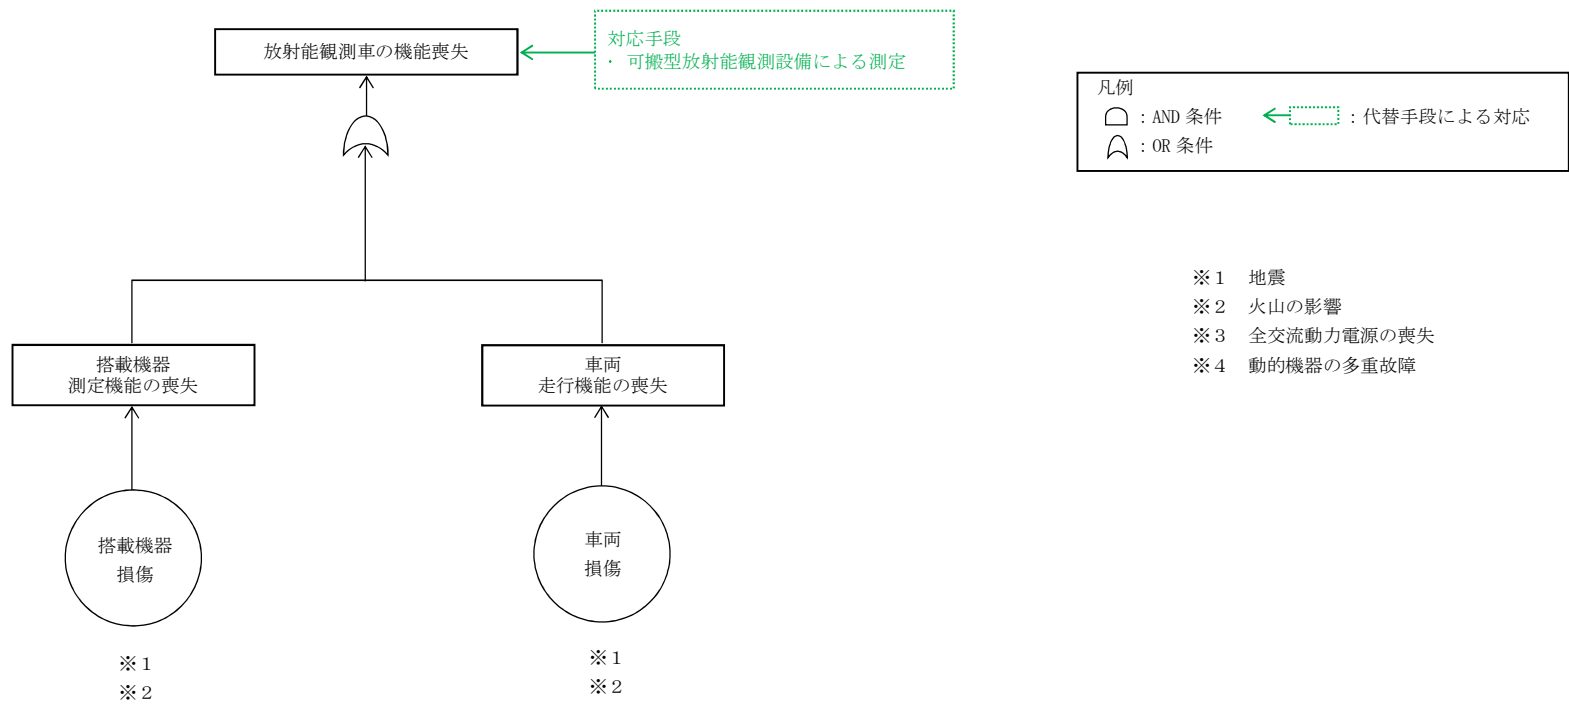 放射能観測車の機能喪失
対応手段
・ 可搬型放射能観測設備による測定
凡例
：AND 条件
：代替手段による対応
：OR 条件
※１　地震
※２　火山の影響
※３　全交流動力電源の喪失
※４　動的機器の多重故障
搭載機器
測定機能の喪失
車両
走行機能の喪失
搭載機器
損傷
車両
損傷
※１
※２
※１
※２